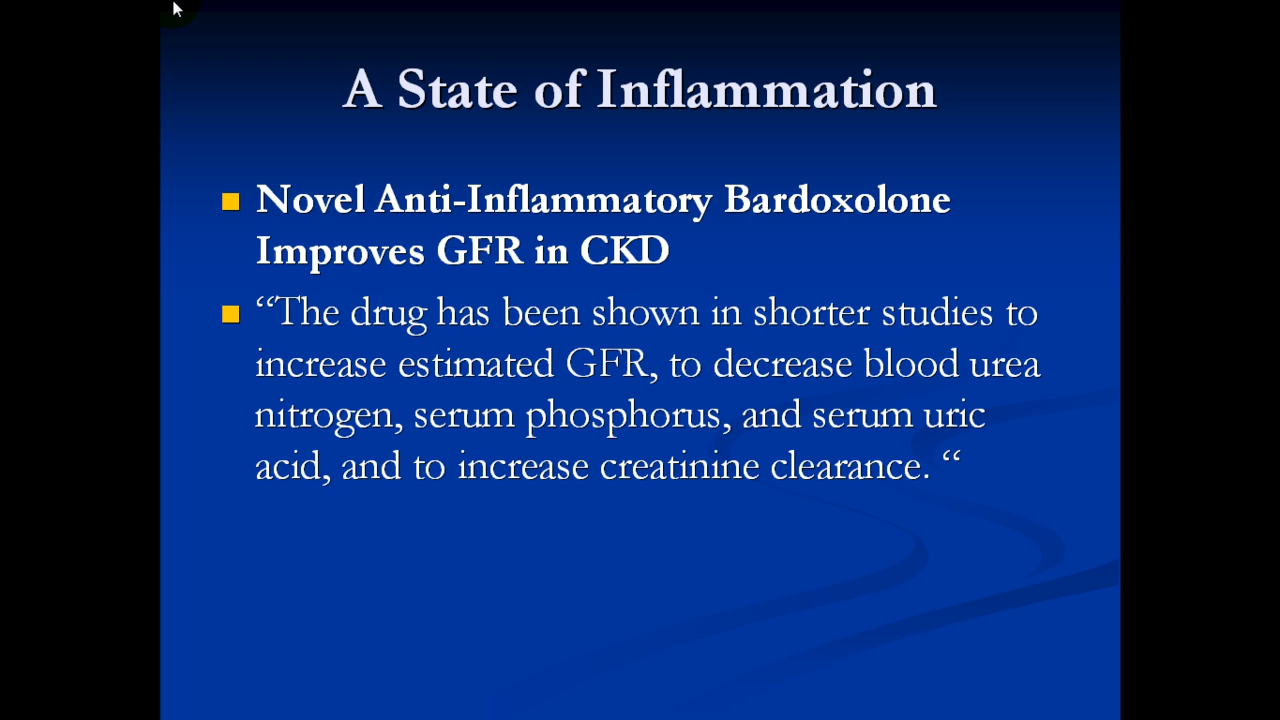 A State of Inflammation
Novel Anti-Inflammatory Bardoxolone
Improves GFR in CKD
“The drug has been shown in shorter studies to
increase estimated GFR, to decrease blood urea
nitrogen, serum phosphorus, and serum uric
acid, and to increase creatinine clearance. “